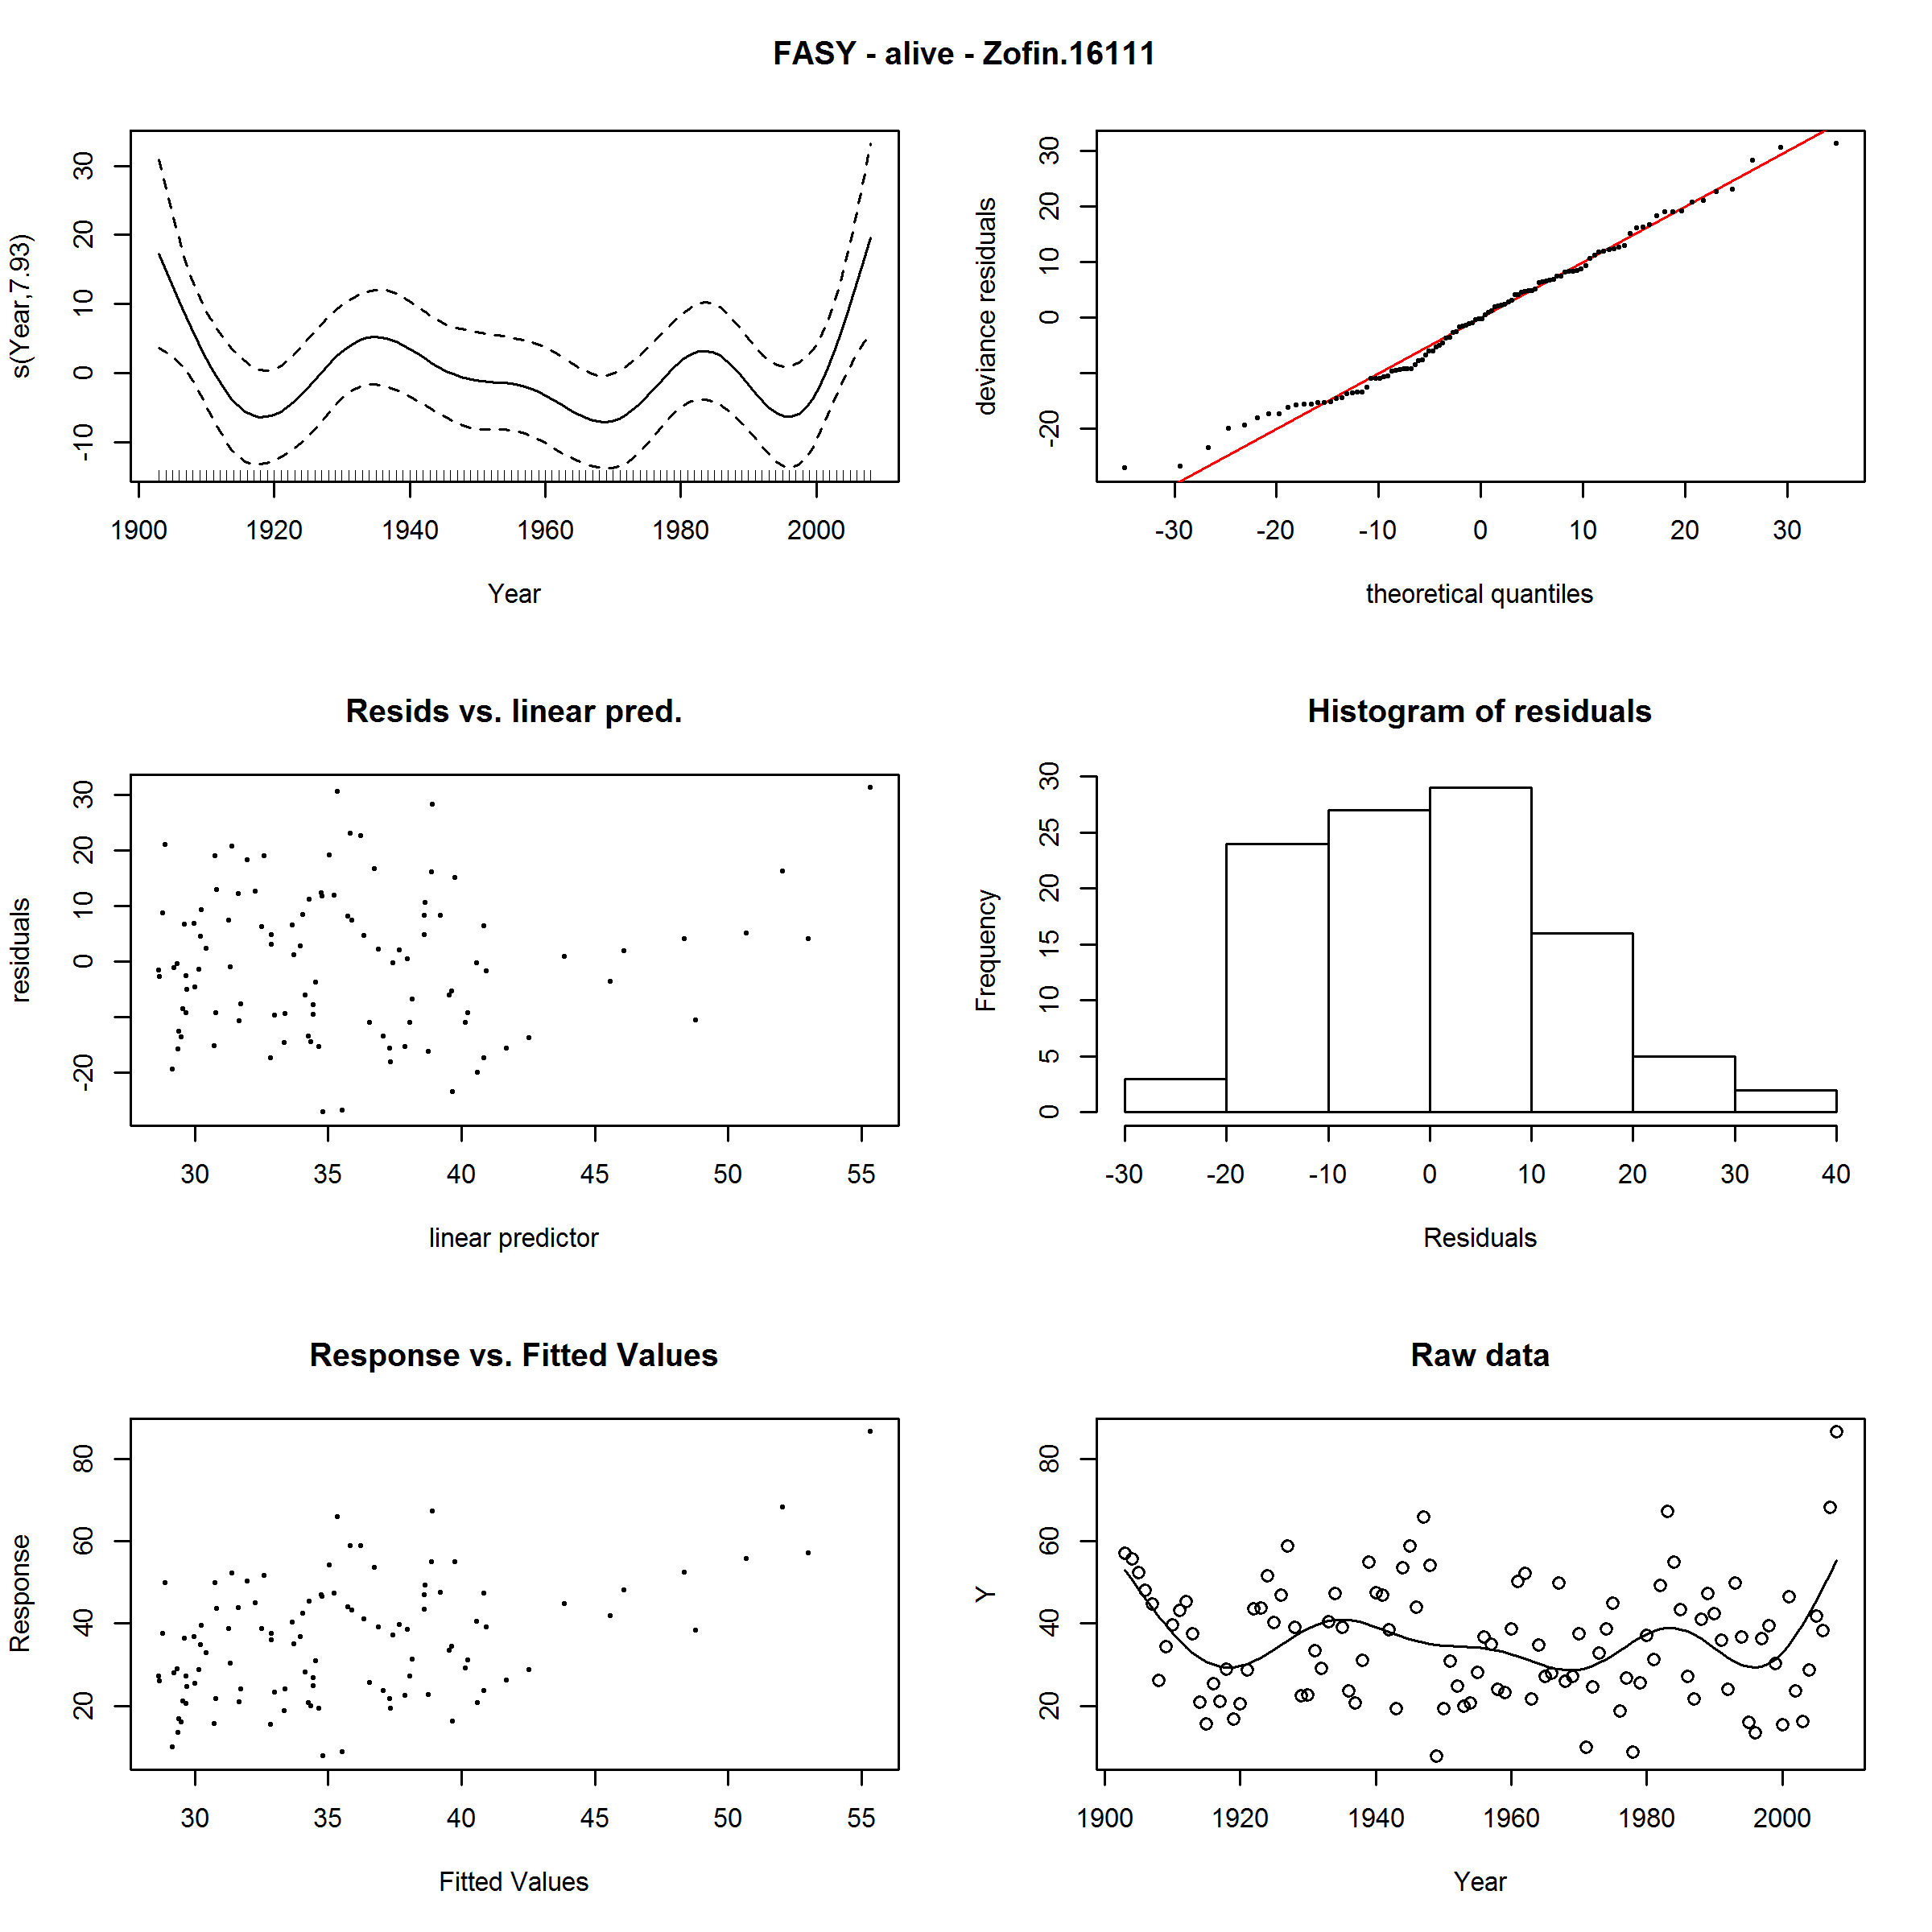 FASY - alive - Zofin.16111
s(Year,7.93)
-10 0 10 20 30
1900 1920 1940 1960 1980 2000
Year
deviance residuals
-20 0 10 20 30
-30 -20 -10 0 10 20 30
theoretical quantiles
Resids vs. linear pred.
residuals
-20 0 10 20 30
30 35 40 45 50 55
linear predictor
Histogram of residuals
Frequency
0 5 10 15 20 25 30
-30 -20 -10 0 10 20 30 40
Residuals
Response vs. Fitted Values
Response
20 40 60 80
30 35 40 45 50 55
Fitted Values
Raw data
Y
20 40 60 80
1900 1920 1940 1960 1980 2000
Year